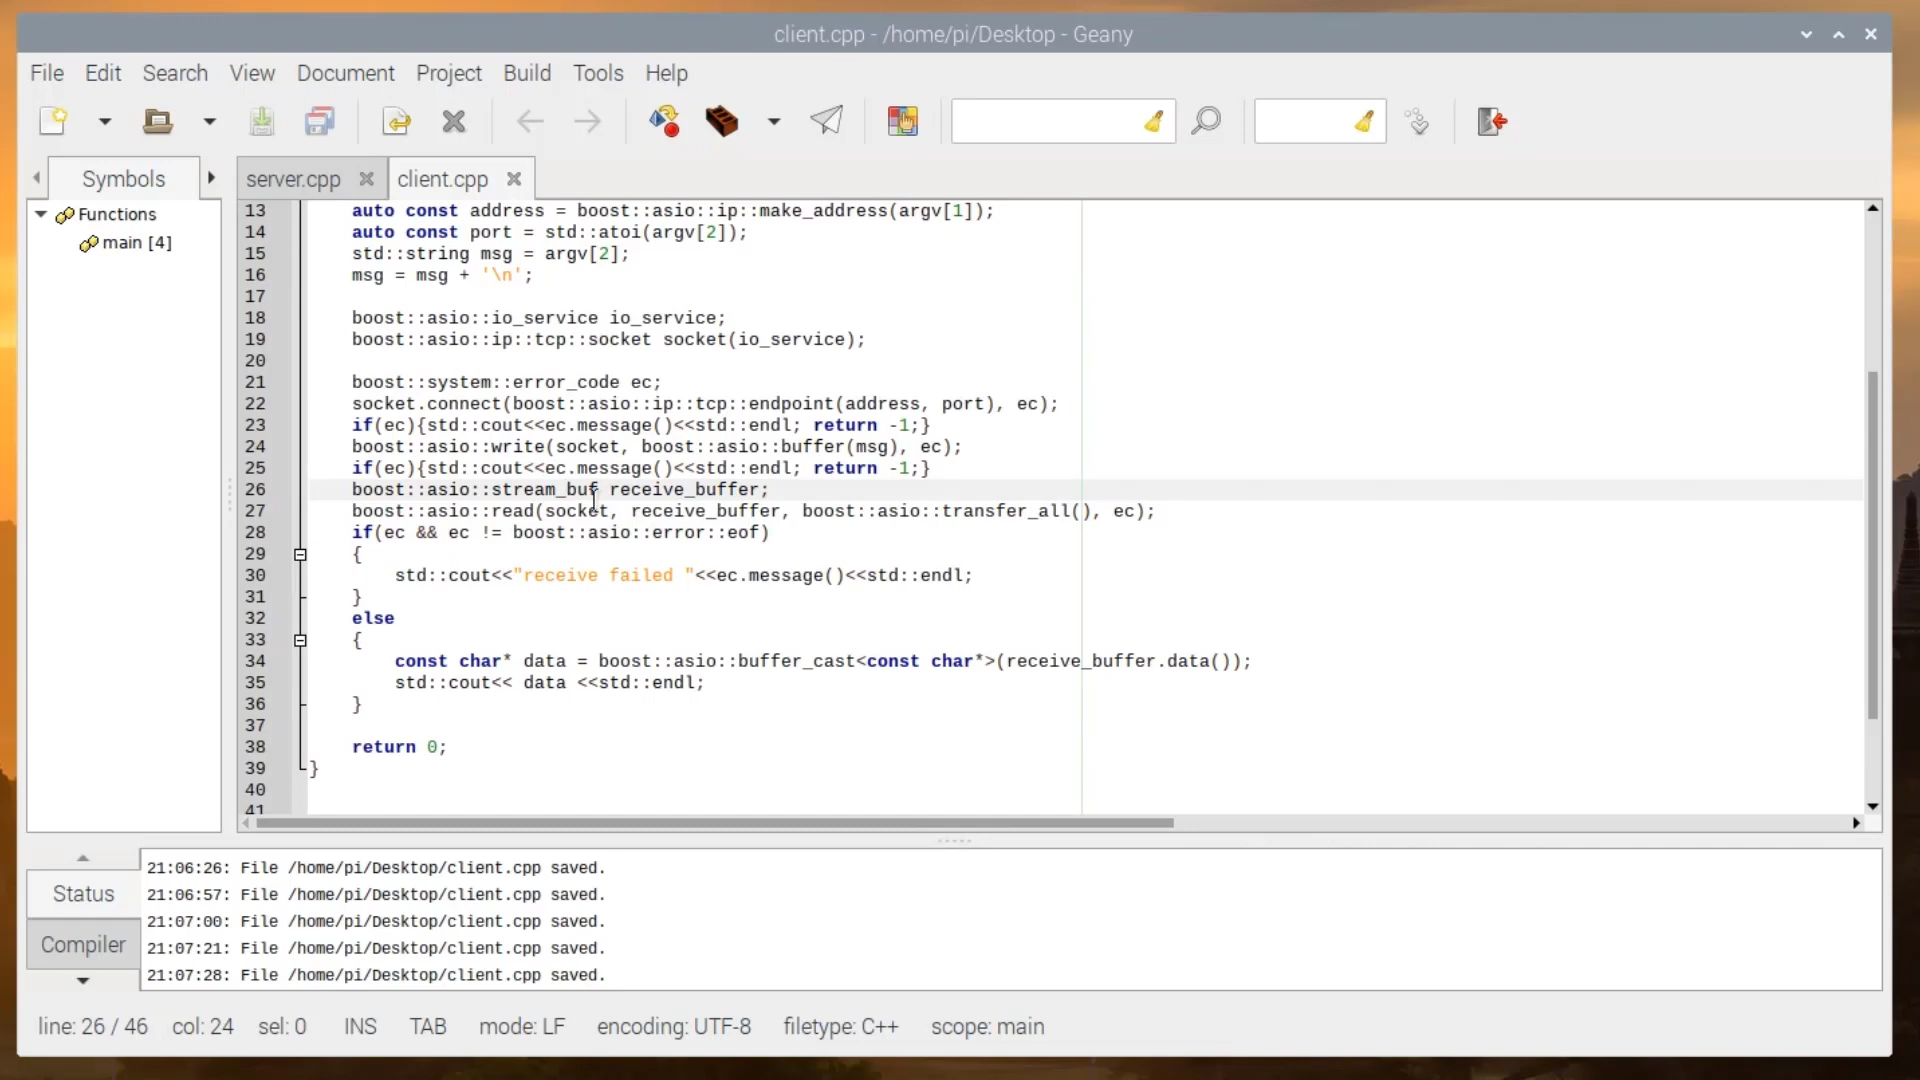 client.cpp - /home/pi/Desktop - Geany
File Edit Search View Document Project Build Tools Help
Symbols
server.cpp client.cpp
Functions
main [4]
13 auto const address = boost::asio::ip::make_address(argv[1]);
14 auto const port = std::atoi(argv[2]);
15 std::string msg = argv[2];
16 msg = msg + '\n';
17
18 boost::asio::io_service io_service;
19 boost::asio::ip::tcp::socket socket(io_service);
20
21 boost::system::error_code ec;
22 socket.connect(boost::asio::ip::tcp::endpoint(address, port), ec);
23 if(ec){std::cout<<ec.message()<<std::endl; return -1;}
24 boost::asio::write(socket, boost::asio::buffer(msg), ec);
25 if(ec){std::cout<<ec.message()<<std::endl; return -1;}
26 boost::asio::stream_buf receive_buffer;
27 boost::asio::read(socket, receive_buffer, boost::asio::transfer_all(), ec);
28 if(ec && ec != boost::asio::error::eof)
29 {
30 std::cout<<"receive failed "<<ec.message()<<std::endl;
31 }
32 else
33 {
34 const char* data = boost::asio::buffer_cast<const char*>(receive_buffer.data());
35 std::cout<< data <<std::endl;
36 }
37
38 return 0;
39 }
40
41
Status
Compiler
21:06:26: File /home/pi/Desktop/client.cpp saved.
21:06:57: File /home/pi/Desktop/client.cpp saved.
21:07:00: File /home/pi/Desktop/client.cpp saved.
21:07:21: File /home/pi/Desktop/client.cpp saved.
21:07:28: File /home/pi/Desktop/client.cpp saved.
line: 26 / 46 col: 24 sel: 0 INS TAB mode: LF encoding: UTF-8 filetype: C++ scope: main